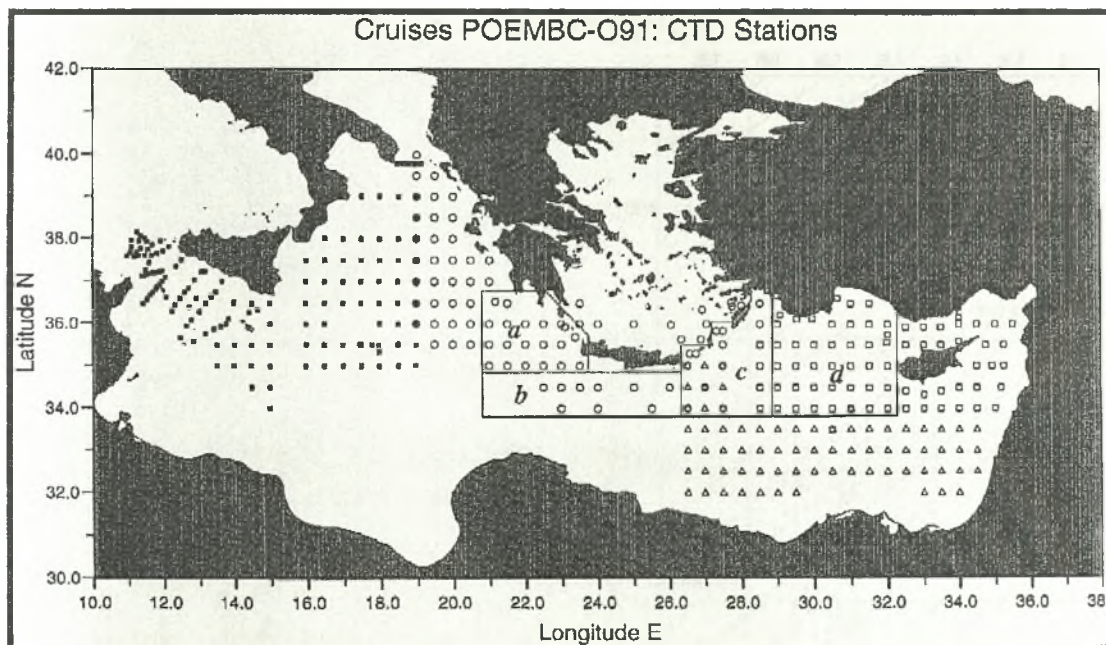 Cruises POEMBC-O91: CTD Stations
42.0
40.0
38.0
36.0
34.0
32.0
30.0
Latitude N
a
b
c
d
10.0 12.0 14.0 16.0 18.0 20.0 22.0 24.0 26.0 28.0 30.0 32.0 34.0 36.0 38
Longitude E